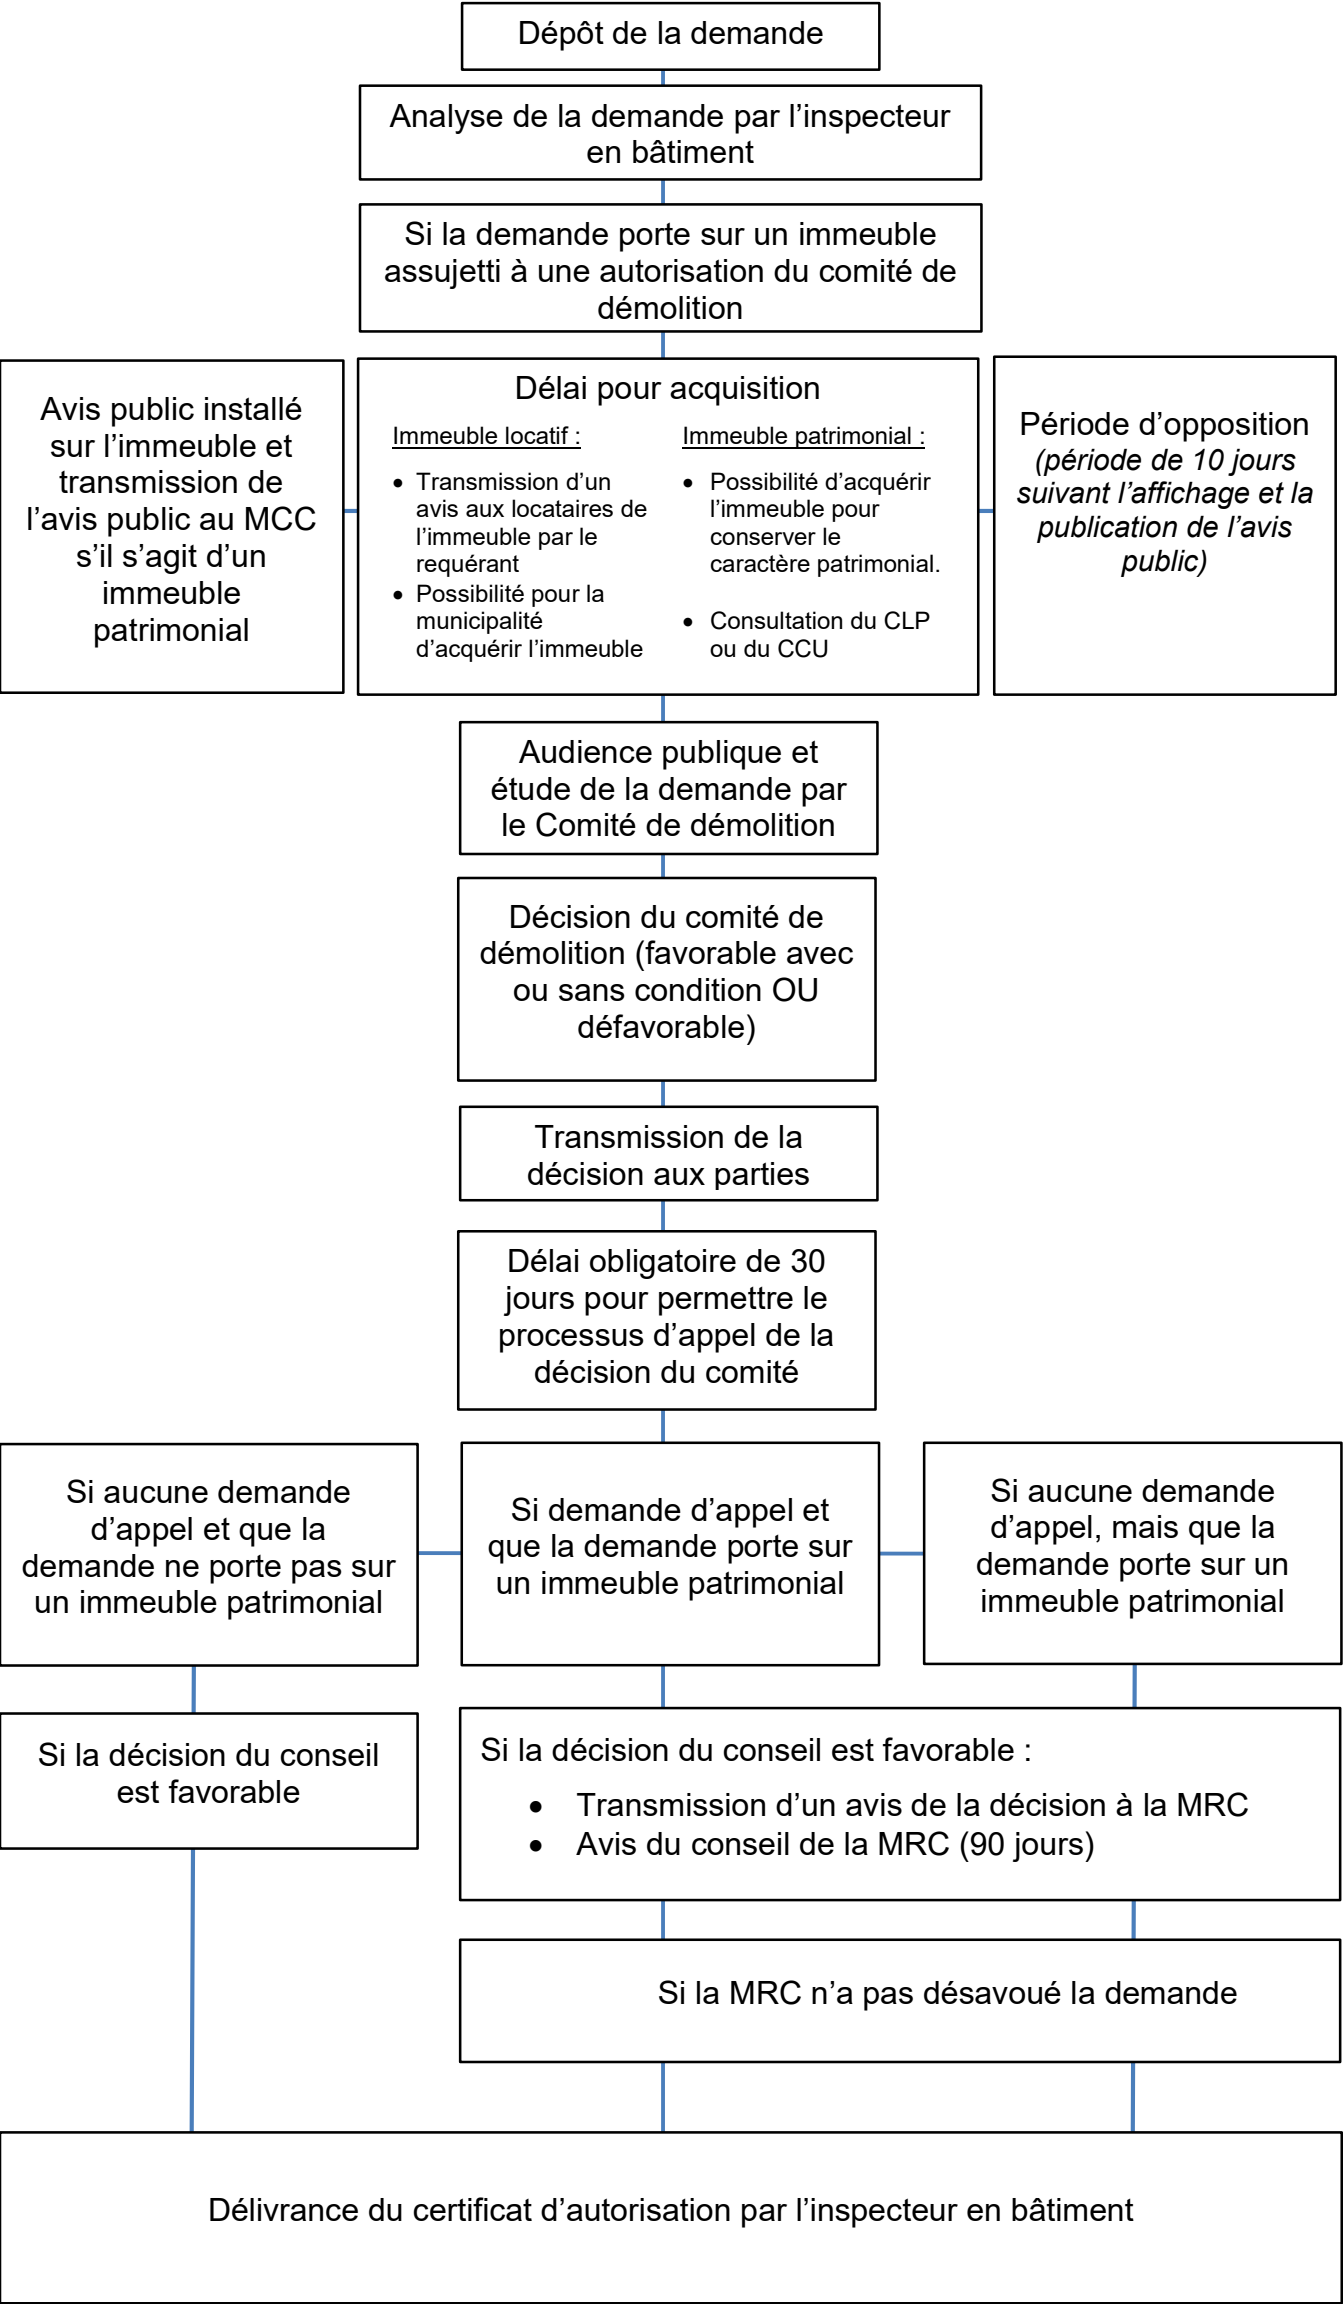 Dépôt de la demande
Analyse de la demande par l’inspecteur
en bâtiment
Si la demande porte sur un immeuble
assujetti à une autorisation du comité de
démolition
Avis public installé
sur l’immeuble et
transmission de
l’avis public au MCC
s’il s’agit d’un
immeuble
patrimonial
Délai pour acquisition
Immeuble locatif :
• Transmission d’un
avis aux locataires de
l’immeuble par le
requérant
• Possibilité pour la
municipalité
d’acquérir l’immeuble
Immeuble patrimonial :
• Possibilité d’acquérir
l’immeuble pour
conserver le
caractère patrimonial.
• Consultation du CLP
ou du CCU
Période d’opposition
(période de 10 jours
suivant l’affichage et la
publication de l’avis
public)
Audience publique et
étude de la demande par
le Comité de démolition
Décision du comité de
démolition (favorable avec
ou sans condition OU
défavorable)
Transmission de la
décision aux parties
Délai obligatoire de 30
jours pour permettre le
processus d’appel de la
décision du comité
Si aucune demande
d’appel et que la
demande ne porte pas sur
un immeuble patrimonial
Si demande d’appel et
que la demande porte sur
un immeuble patrimonial
Si aucune demande
d’appel, mais que la
demande porte sur un
immeuble patrimonial
Si la décision du conseil
est favorable
Si la décision du conseil est favorable :
• Transmission d’un avis de la décision à la MRC
• Avis du conseil de la MRC (90 jours)
Si la MRC n’a pas désavoué la demande
Délivrance du certificat d’autorisation par l’inspecteur en bâtiment